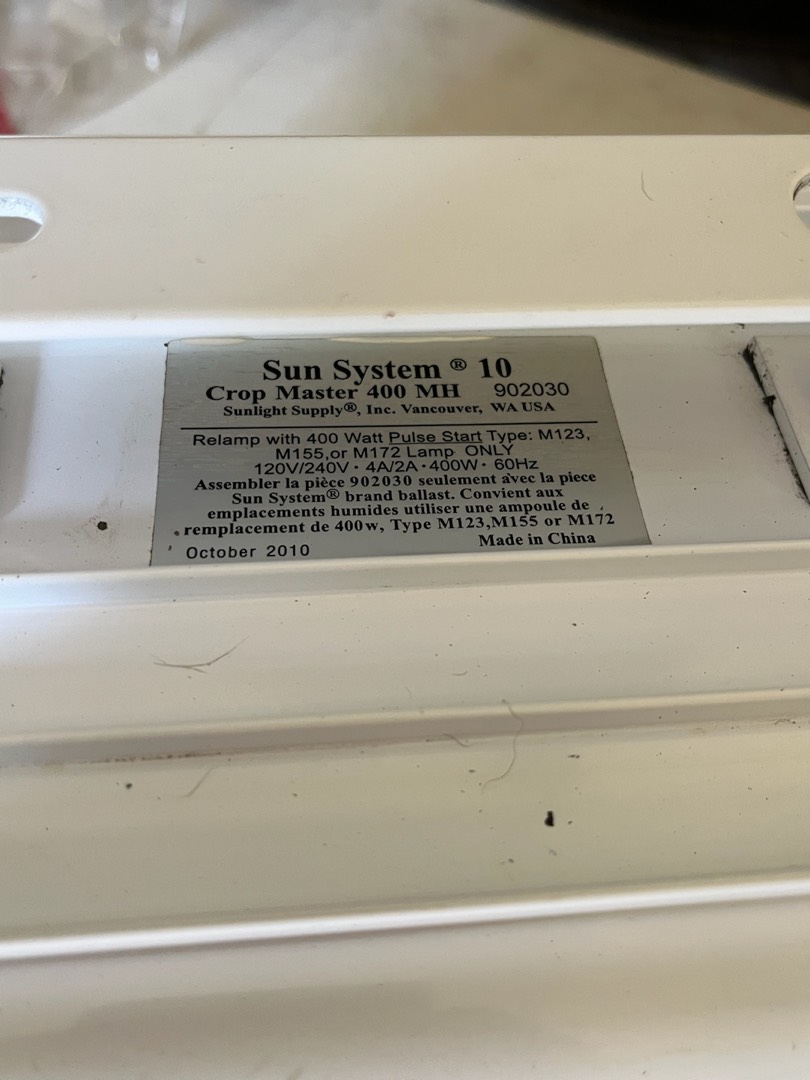 Sun System ® 10
Crop Master 400 MH 902030
Sunlight Supply®, Inc. Vancouver, WA USA
Relamp with 400 Watt Pulse Start Type: M123,
M155,or M172 Lamp ONLY
120V/240V · 4A/2A · 400W · 60Hz
Assembler la pièce 902030 seulement avec la piece
Sun System® brand ballast. Convient aux
emplacements humides utiliser une ampoule de
remplacement de 400w, Type M123,M155 or M172
Made in China
October 2010